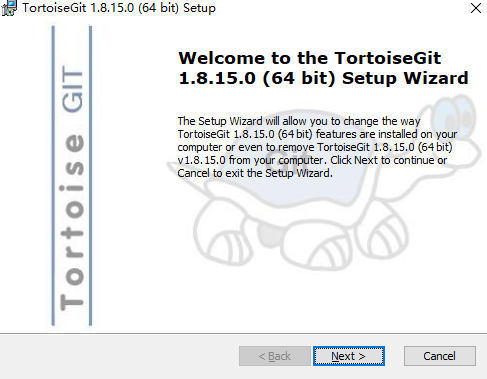 TortoiseGit 1.8.15.0 (64 bit) Setup
Welcome to the TortoiseGit
1.8.15.0 (64 bit) Setup Wizard
The Setup Wizard will allow you to change the way
TortoiseGit 1.8.15.0 (64 bit) features are installed on your
computer or even to remove TortoiseGit 1.8.15.0 (64 bit)
v1.8.15.0 from your computer. Click Next to continue or
Cancel to exit the Setup Wizard.
Tortoise GIT
Git
< Back
Next >
Cancel